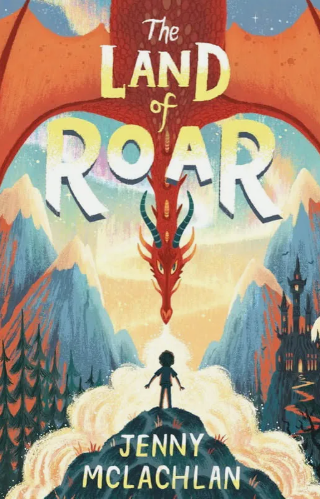 The
LAND
of
ROAR
JENNY
MCLACHLAN